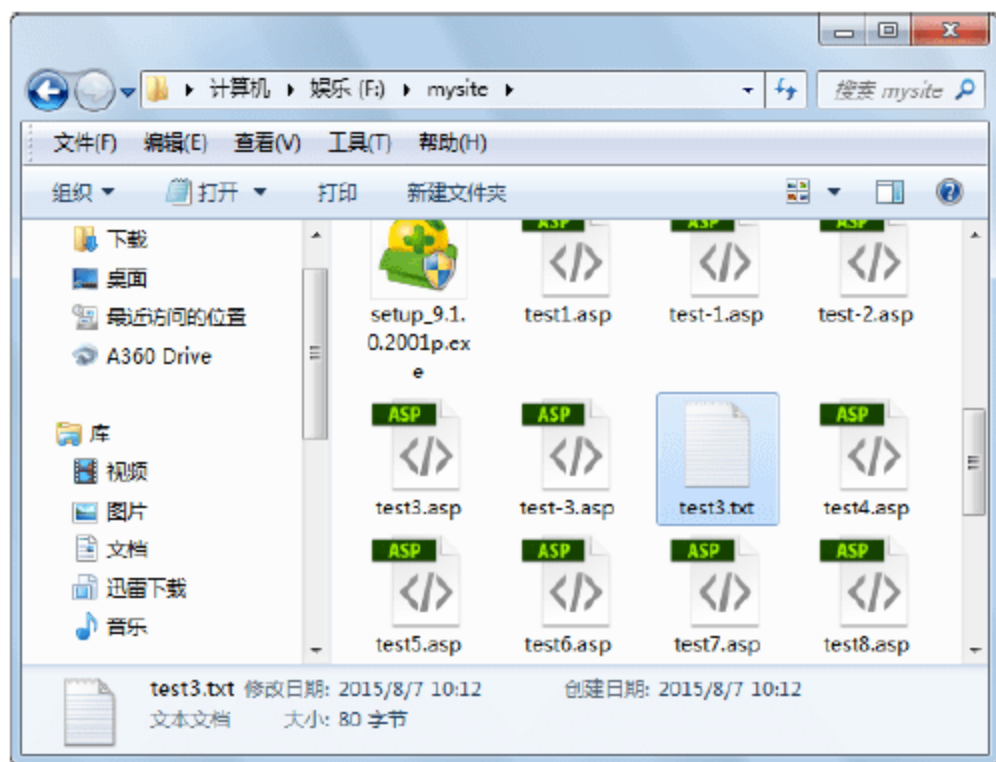 计算机 娱乐 (F:) mysite
搜索 mysite
文件(F) 编辑(E) 查看(V) 工具(T) 帮助(H)
组织 打开 打印 新建文件夹
下载
桌面
最近访问的位置
A360 Drive
库
视频
图片
文档
迅雷下载
音乐
setup_9.1.
0.2001p.ex
e
ASP ASP ASP
test1.asp test-1.asp test-2.asp
ASP ASP ASP
test3.asp test-3.asp test3.txt test4.asp
ASP ASP ASP ASP
test5.asp test6.asp test7.asp test8.asp
test3.txt 修改日期: 2015/8/7 10:12 创建日期: 2015/8/7 10:12
文本文档 大小: 80 字节